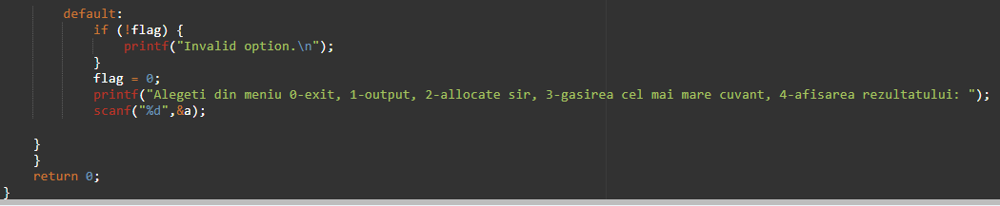 default:
if (!flag) {
printf("Invalid option.\n");
}
flag = 0;
printf("Alegeti din meniu 0-exit, 1-output, 2-allocate sir, 3-gasirea cel mai mare cuvant, 4-afisarea rezultatului: ");
scanf("%d",&a);
}
}
return 0;
}